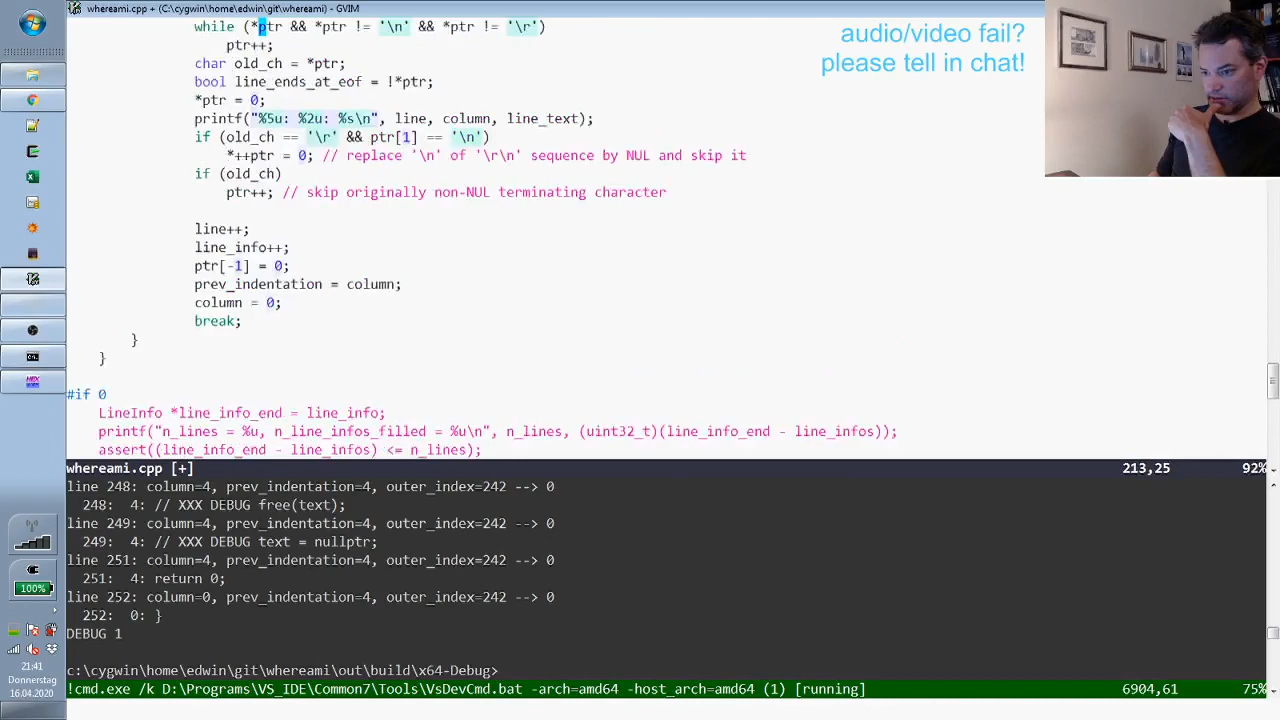 whereami.cpp + (C:\cygwin\home\edwin\git\whereami) - GVIM
while (*ptr && *ptr != '\n' && *ptr != '\r')
ptr++;
char old_ch = *ptr;
bool line_ends_at_eof = !*ptr;
*ptr = 0;
printf("%5u: %2u: %s\n", line, column, line_text);
if (old_ch == '\r' && ptr[1] == '\n')
*++ptr = 0; // replace '\n' of '\r\n' sequence by NUL and skip it
if (old_ch)
ptr++; // skip originally non-NUL terminating character
line++;
line_info++;
ptr[-1] = 0;
prev_indentation = column;
column = 0;
break;
}
}
#if 0
LineInfo *line_info_end = line_info;
printf("n_lines = %u, n_line_infos_filled = %u\n", n_lines, (uint32_t)(line_info_end - line_infos));
assert((line_info_end - line_infos) <= n_lines);
whereami.cpp [+] 213,25 92%
line 248: column=4, prev_indentation=4, outer_index=242 --> 0
248: 4: // XXX DEBUG free(text);
line 249: column=4, prev_indentation=4, outer_index=242 --> 0
249: 4: // XXX DEBUG text = nullptr;
line 251: column=4, prev_indentation=4, outer_index=242 --> 0
251: 4: return 0;
line 252: column=0, prev_indentation=4, outer_index=242 --> 0
252: 0: }
DEBUG 1
c:\cygwin\home\edwin\git\whereami\out\build\x64-Debug>
!cmd.exe /k D:\Programs\VS_IDE\Common7\Tools\VsDevCmd.bat -arch=amd64 -host_arch=amd64 (1) [running] 6904,61 75%
audio/video fail?
please tell in chat!
HEX
100%
21:41
Donnerstag
16.04.2020